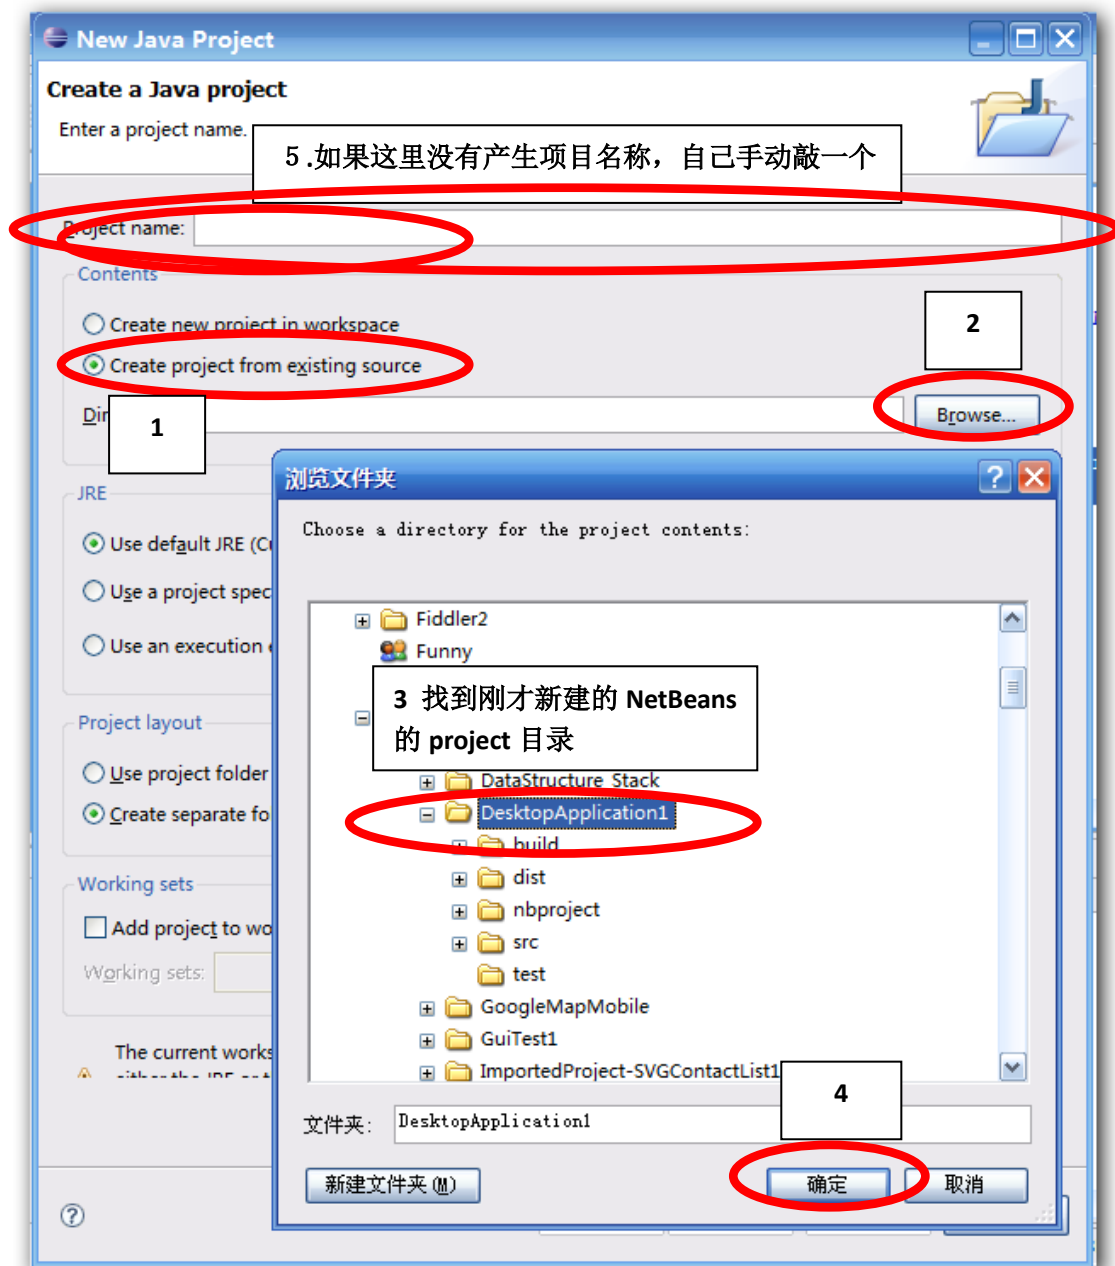 New Java Project
Create a Java project
Enter a project name.
５.如果这里没有产生项目名称，自己手动敲一个
Project name:
Contents
Create new project in workspace
2
Create project from existing source
Browse...
1
浏览文件夹
JRE
Choose a directory for the project contents:
Use default JRE
Use a project
Use an execution
Fiddler2
Funny
3 找到刚才新建的 NetBeans
的 project 目录
Project layout
Use project folder
Create separate
DataStructure_Stack
DesktopApplication1
build
dist
nbproject
src
test
GoogleMapMobile
GuiTest1
ImportedProject-SVGContactList1
Working sets
Add project to
Working sets:
The current
4
文件夹:
DesktopApplication1
新建文件夹(M)
确定
取消